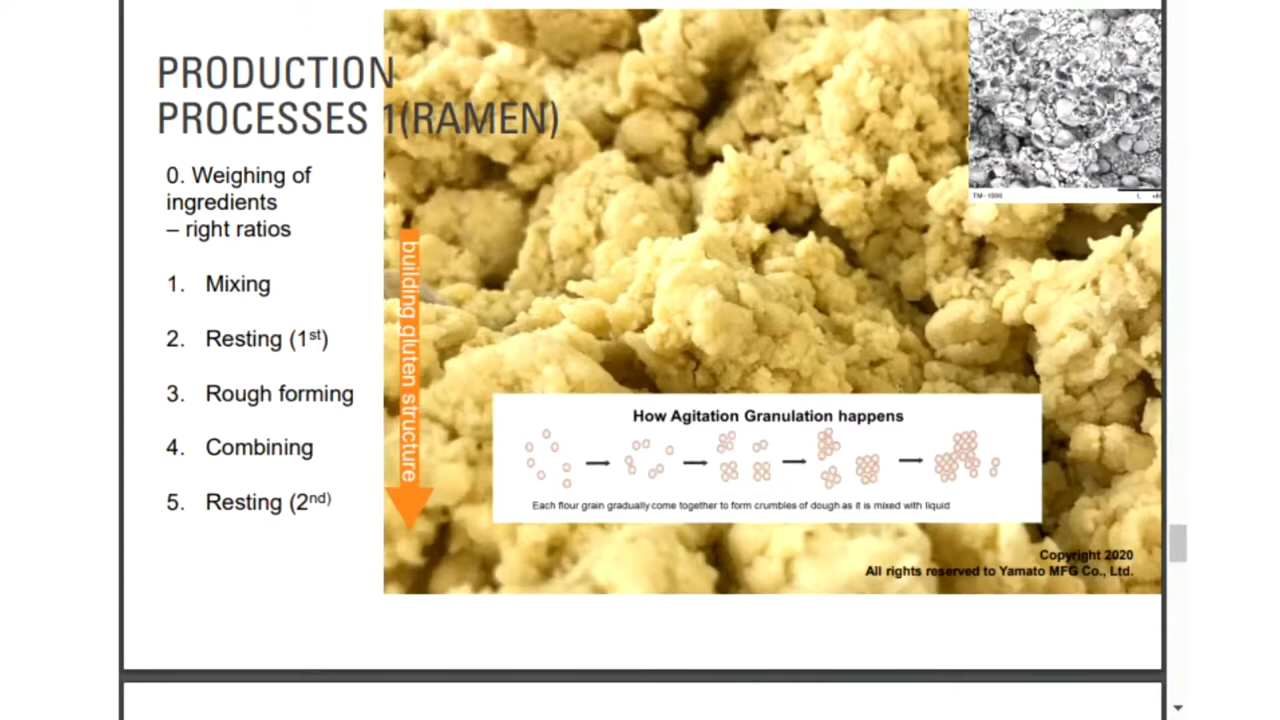 PRODUCTION
PROCESSES 1(RAMEN)
0. Weighing of
ingredients
– right ratios
1. Mixing
2. Resting (1st)
3. Rough forming
4. Combining
5. Resting (2nd)
building gluten structure
TM-1000
How Agitation Granulation happens
Each flour grain gradually come together to form crumbles of dough as it is mixed with liquid
Copyright 2020
All rights reserved to Yamato MFG Co., Ltd.